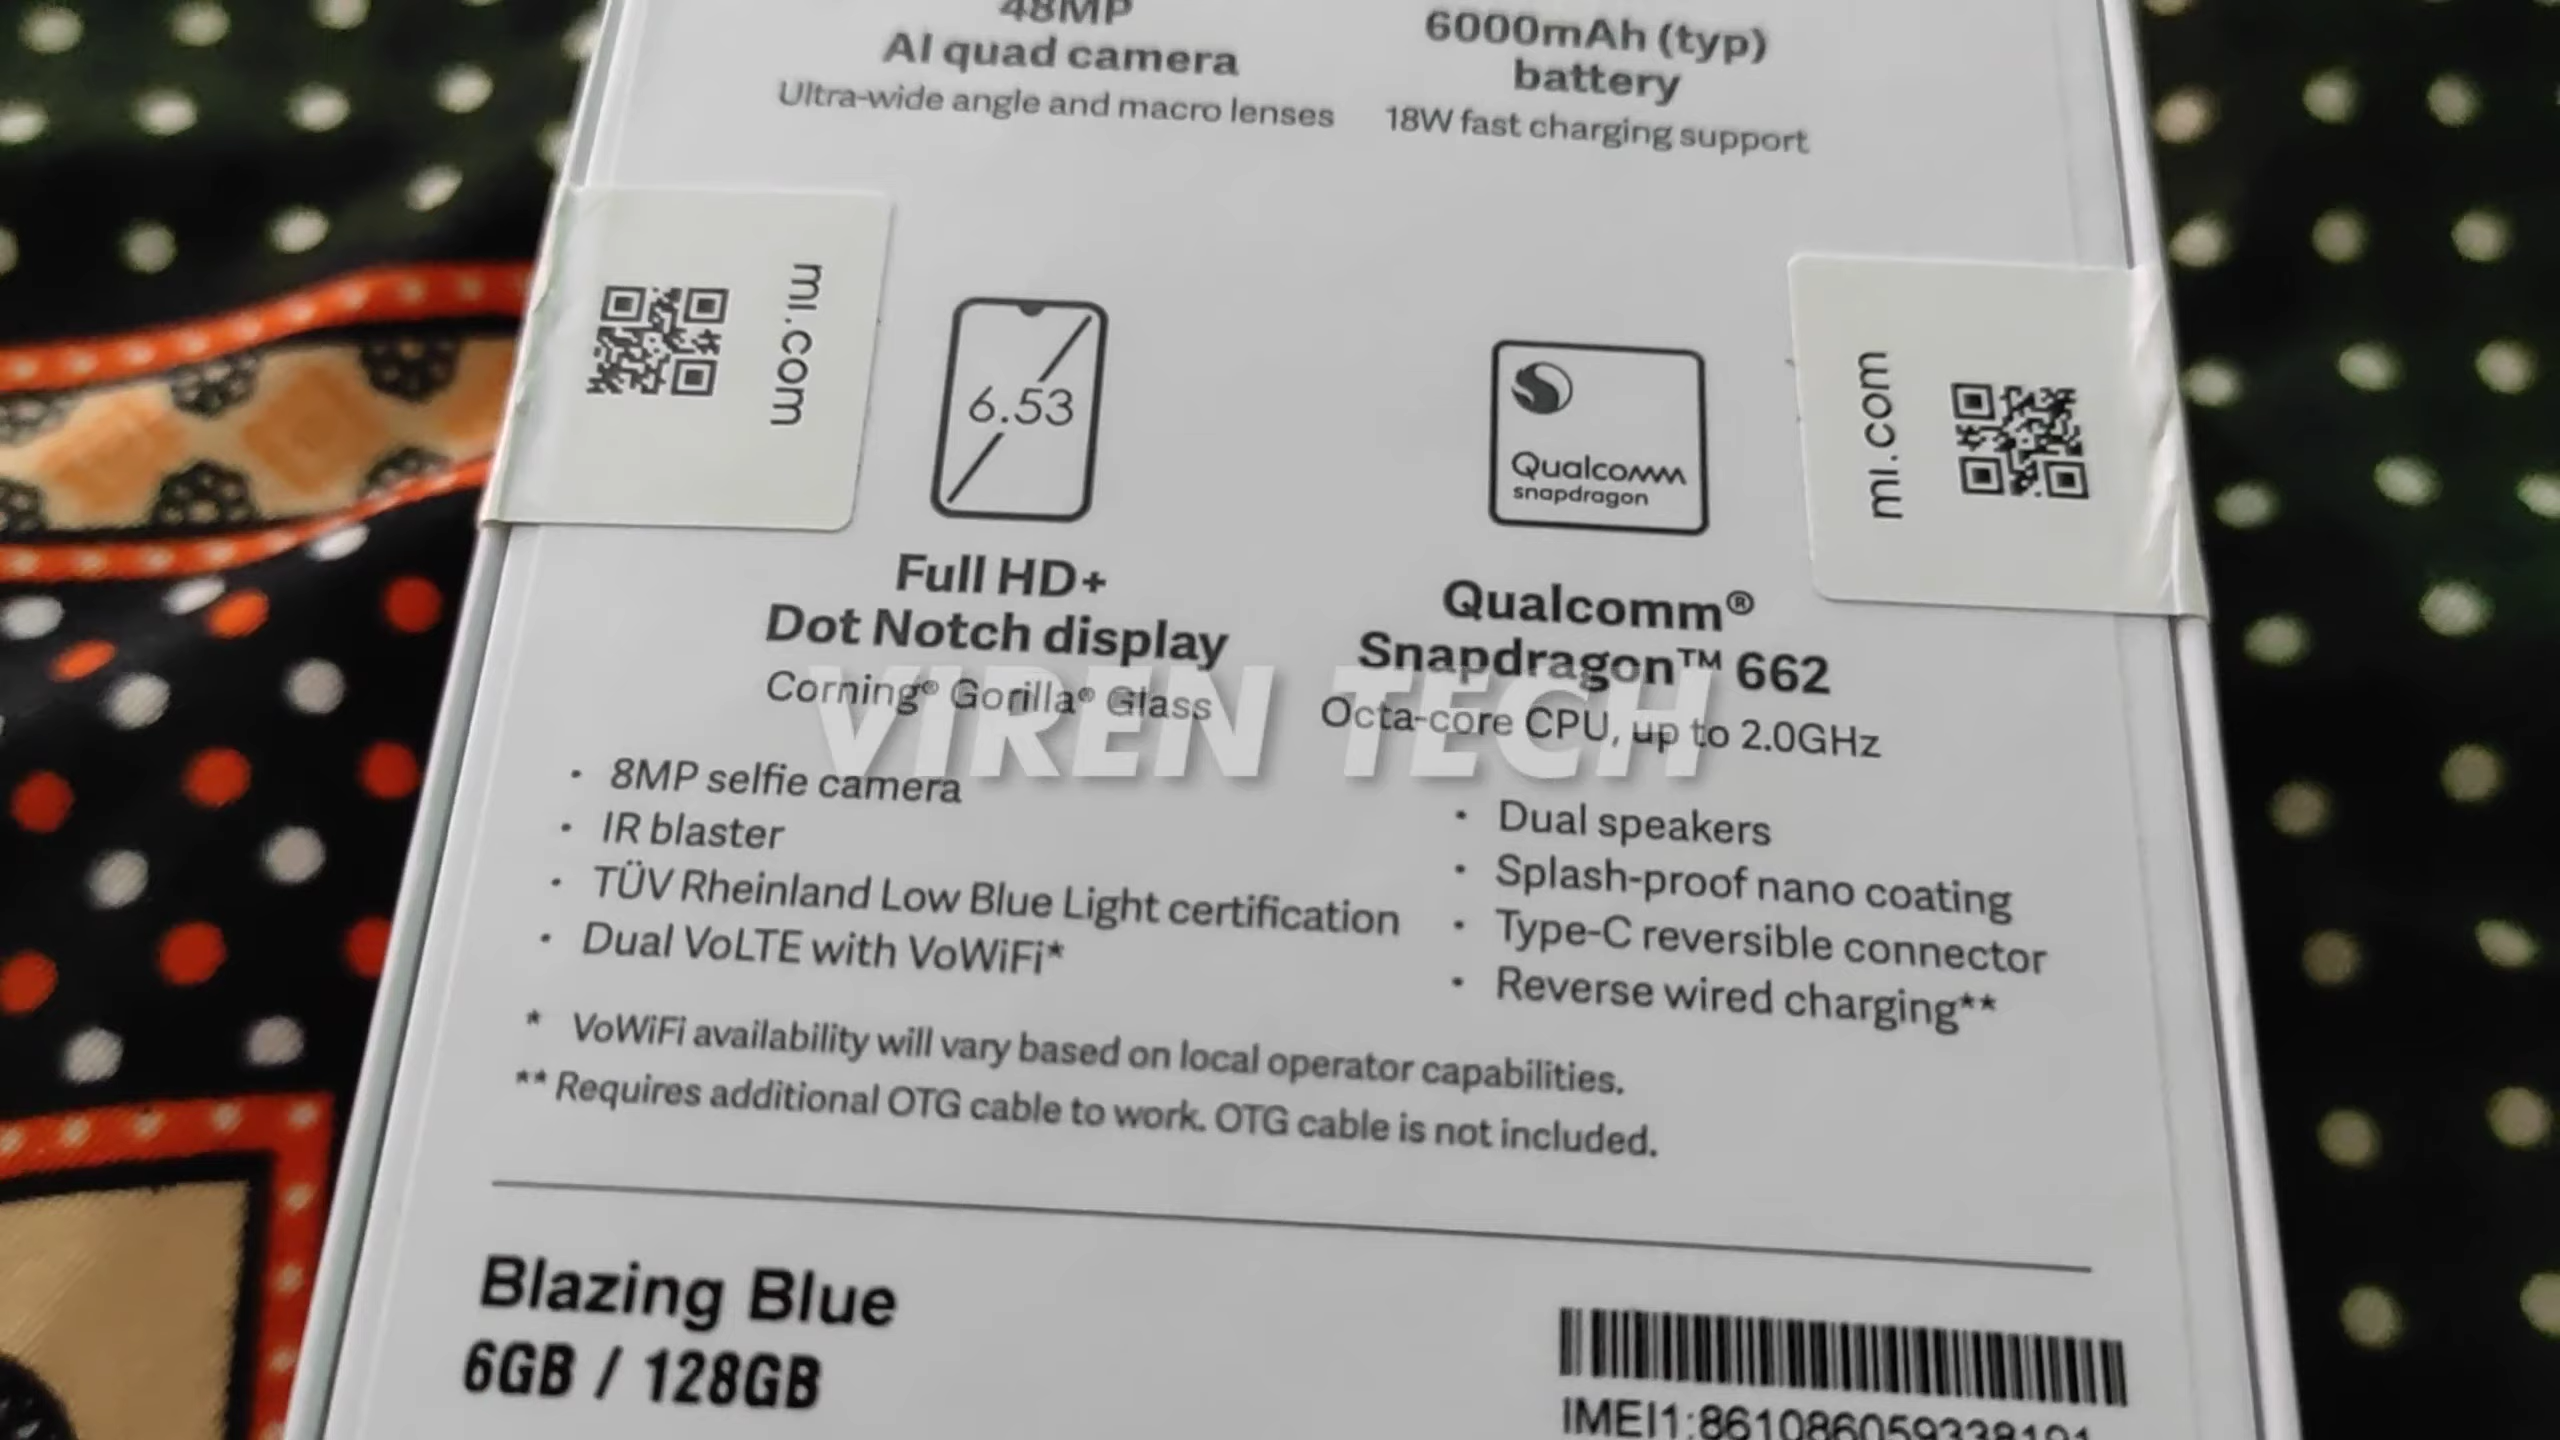 48MP
AI quad camera
Ultra-wide angle and macro lenses
6000mAh (typ)
battery
18W fast charging support
mi.com
6.53
Qualcomm
snapdragon
mi.com
Full HD+
Dot Notch display
Corning® Gorilla® Glass
Qualcomm®
Snapdragon™ 662
Octa-core CPU, up to 2.0GHz
VIREN TECH
• 8MP selfie camera
• IR blaster
• TÜV Rheinland Low Blue Light certification
• Dual VoLTE with VoWiFi*
• Dual speakers
• Splash-proof nano coating
• Type-C reversible connector
• Reverse wired charging**
* VoWiFi availability will vary based on local operator capabilities.
** Requires additional OTG cable to work. OTG cable is not included.
Blazing Blue
6GB / 128GB
IMEI1:861086059338191